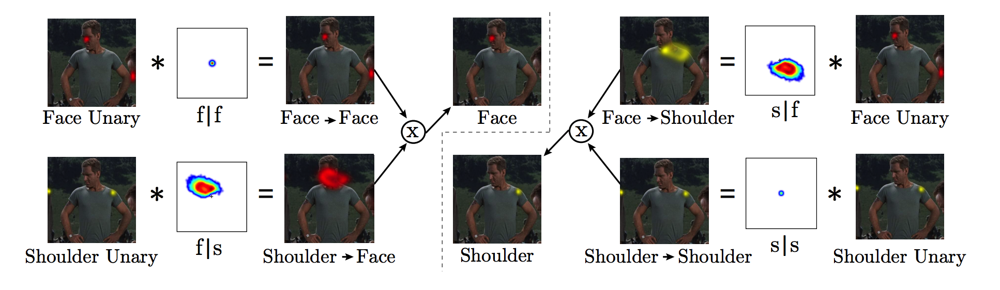 * = = *
f|f s|f
Face Unary Face → Face Face Face → Shoulder Face Unary
x x
* = = *
f|s s|s
Shoulder Unary Shoulder → Face Shoulder Shoulder → Shoulder Shoulder Unary